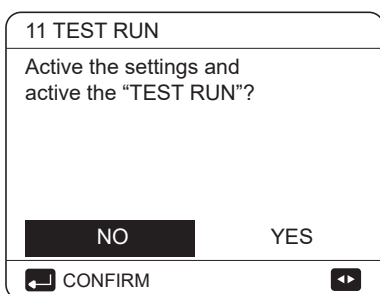 11 TEST RUN
Active the settings and
active the “TEST RUN”?
NO YES
CONFIRM